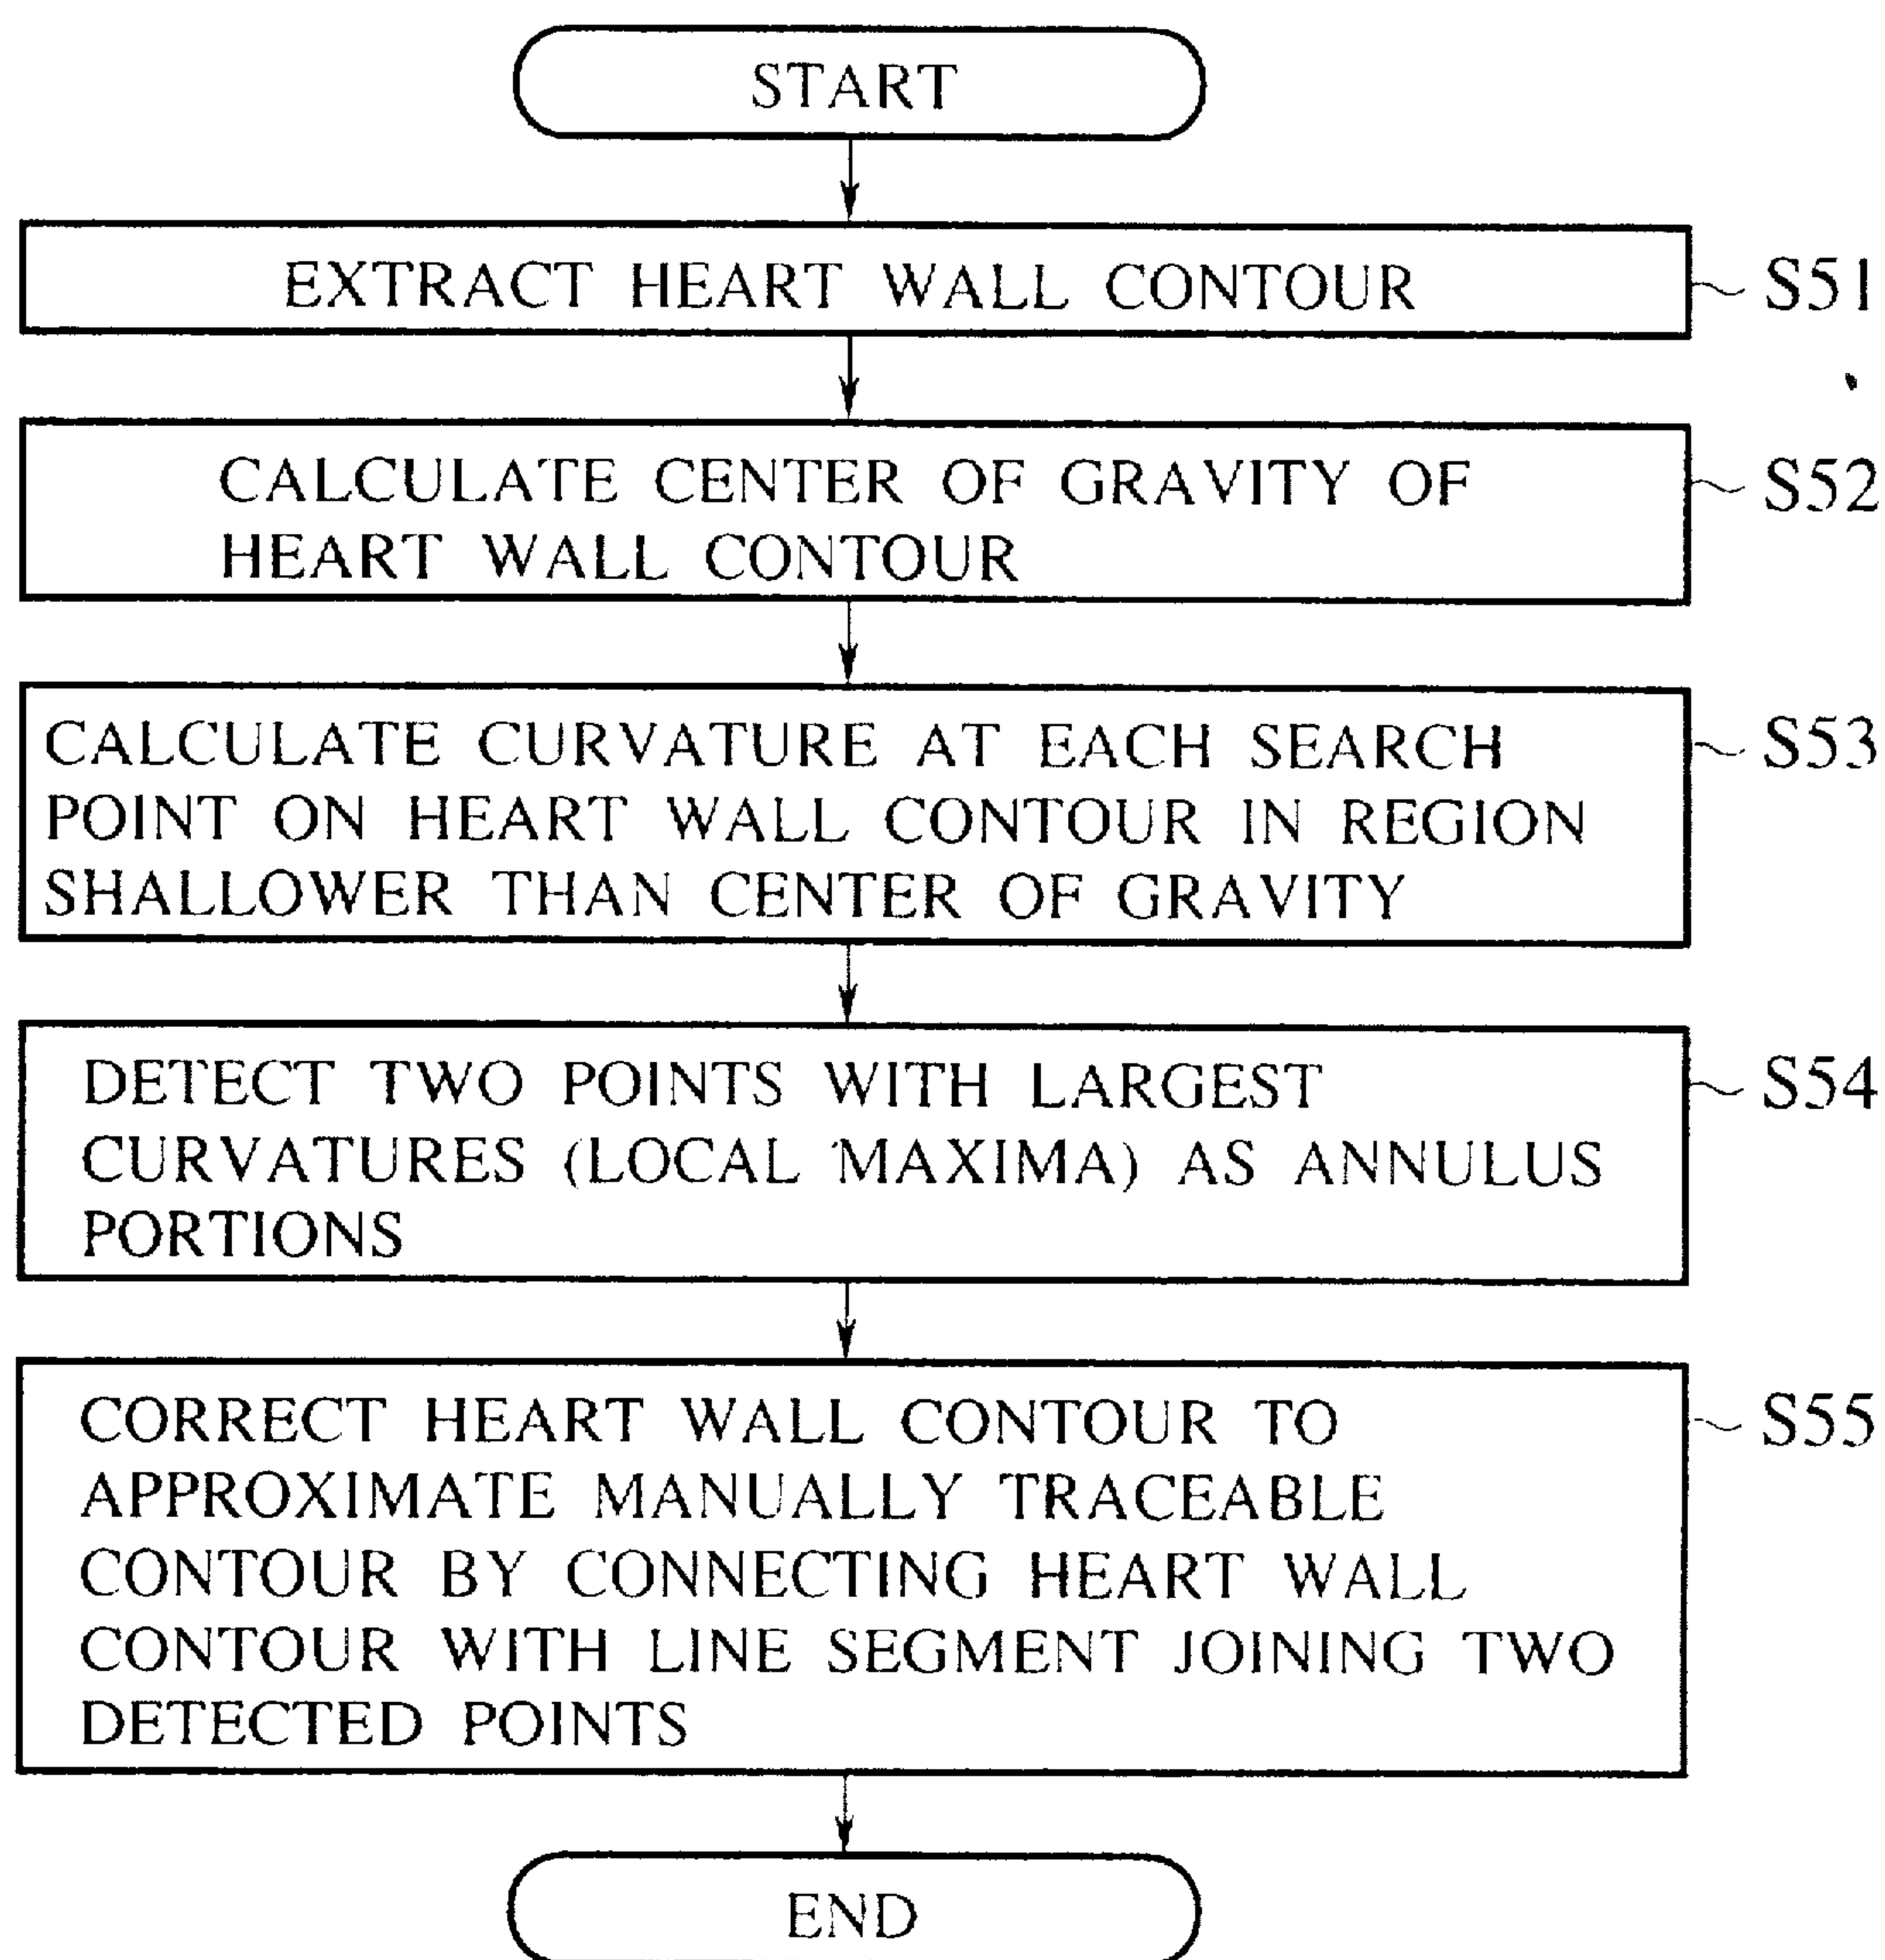 START
EXTRACT HEART WALL CONTOUR
S51
CALCULATE CENTER OF GRAVITY OF
HEART WALL CONTOUR
S52
CALCULATE CURVATURE AT EACH SEARCH
POINT ON HEART WALL CONTOUR IN REGION
SHALLOWER THAN CENTER OF GRAVITY
S53
DETECT TWO POINTS WITH LARGEST
CURVATURES (LOCAL MAXIMA) AS ANNULUS
PORTIONS
S54
CORRECT HEART WALL CONTOUR TO
APPROXIMATE MANUALLY TRACEABLE
CONTOUR BY CONNECTING HEART WALL
CONTOUR WITH LINE SEGMENT JOINING TWO
DETECTED POINTS
S55
END